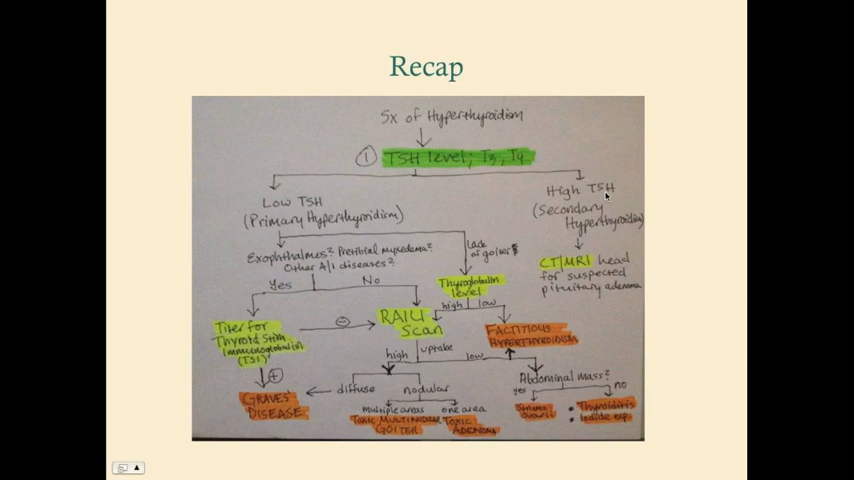 Recap
Sx of Hyperthyroidism
① TSH level; T3, T4
Low TSH
(Primary Hyperthyroidism)
High TSH
(Secondary
Hyperthyroidism)
Exophthalmos? Pretibial myxedema?
Other A/I diseases?
lack
of goiter
CT/MRI head
for suspected
pituitary adenoma
Yes
No
Thyroglobulin
level
high
low
Titer for
Thyroid Stim
Immunoglobulin
(TSI)
⊖
RAIU
Scan
FACTITIOUS
HYPERTHYROIDISM
uptake
high
low
⊕
Abdominal mass?
yes
no
diffuse
nodular
GRAVES'
DISEASE
multiple areas
one area
TOXIC MULTINODULAR
GOITER
TOXIC
ADENOMA
Struma
ovarii
• Thyroiditis
• Iodide exp.